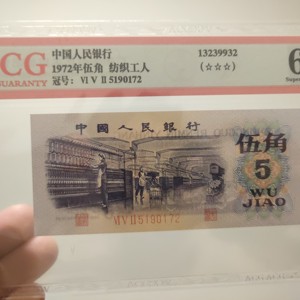 CG
GUARANTY
中国人民银行
1972年伍角 纺织工人
冠号: VI V II 5190172
13239932
(☆☆☆)
6
Super
中國人民銀行
伍角
5
WU
JIAO
VI V II 5190172